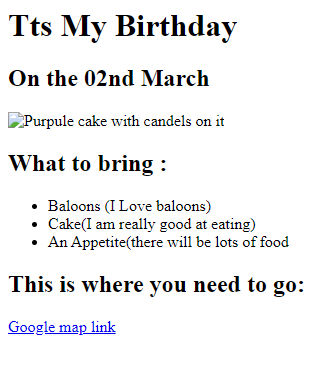 Tts My Birthday
On the 02nd March
Purpule cake with candels on it
What to bring :
Baloons (I Love baloons)
Cake(I am really good at eating)
An Appetite(there will be lots of food
This is where you need to go:
Google map link